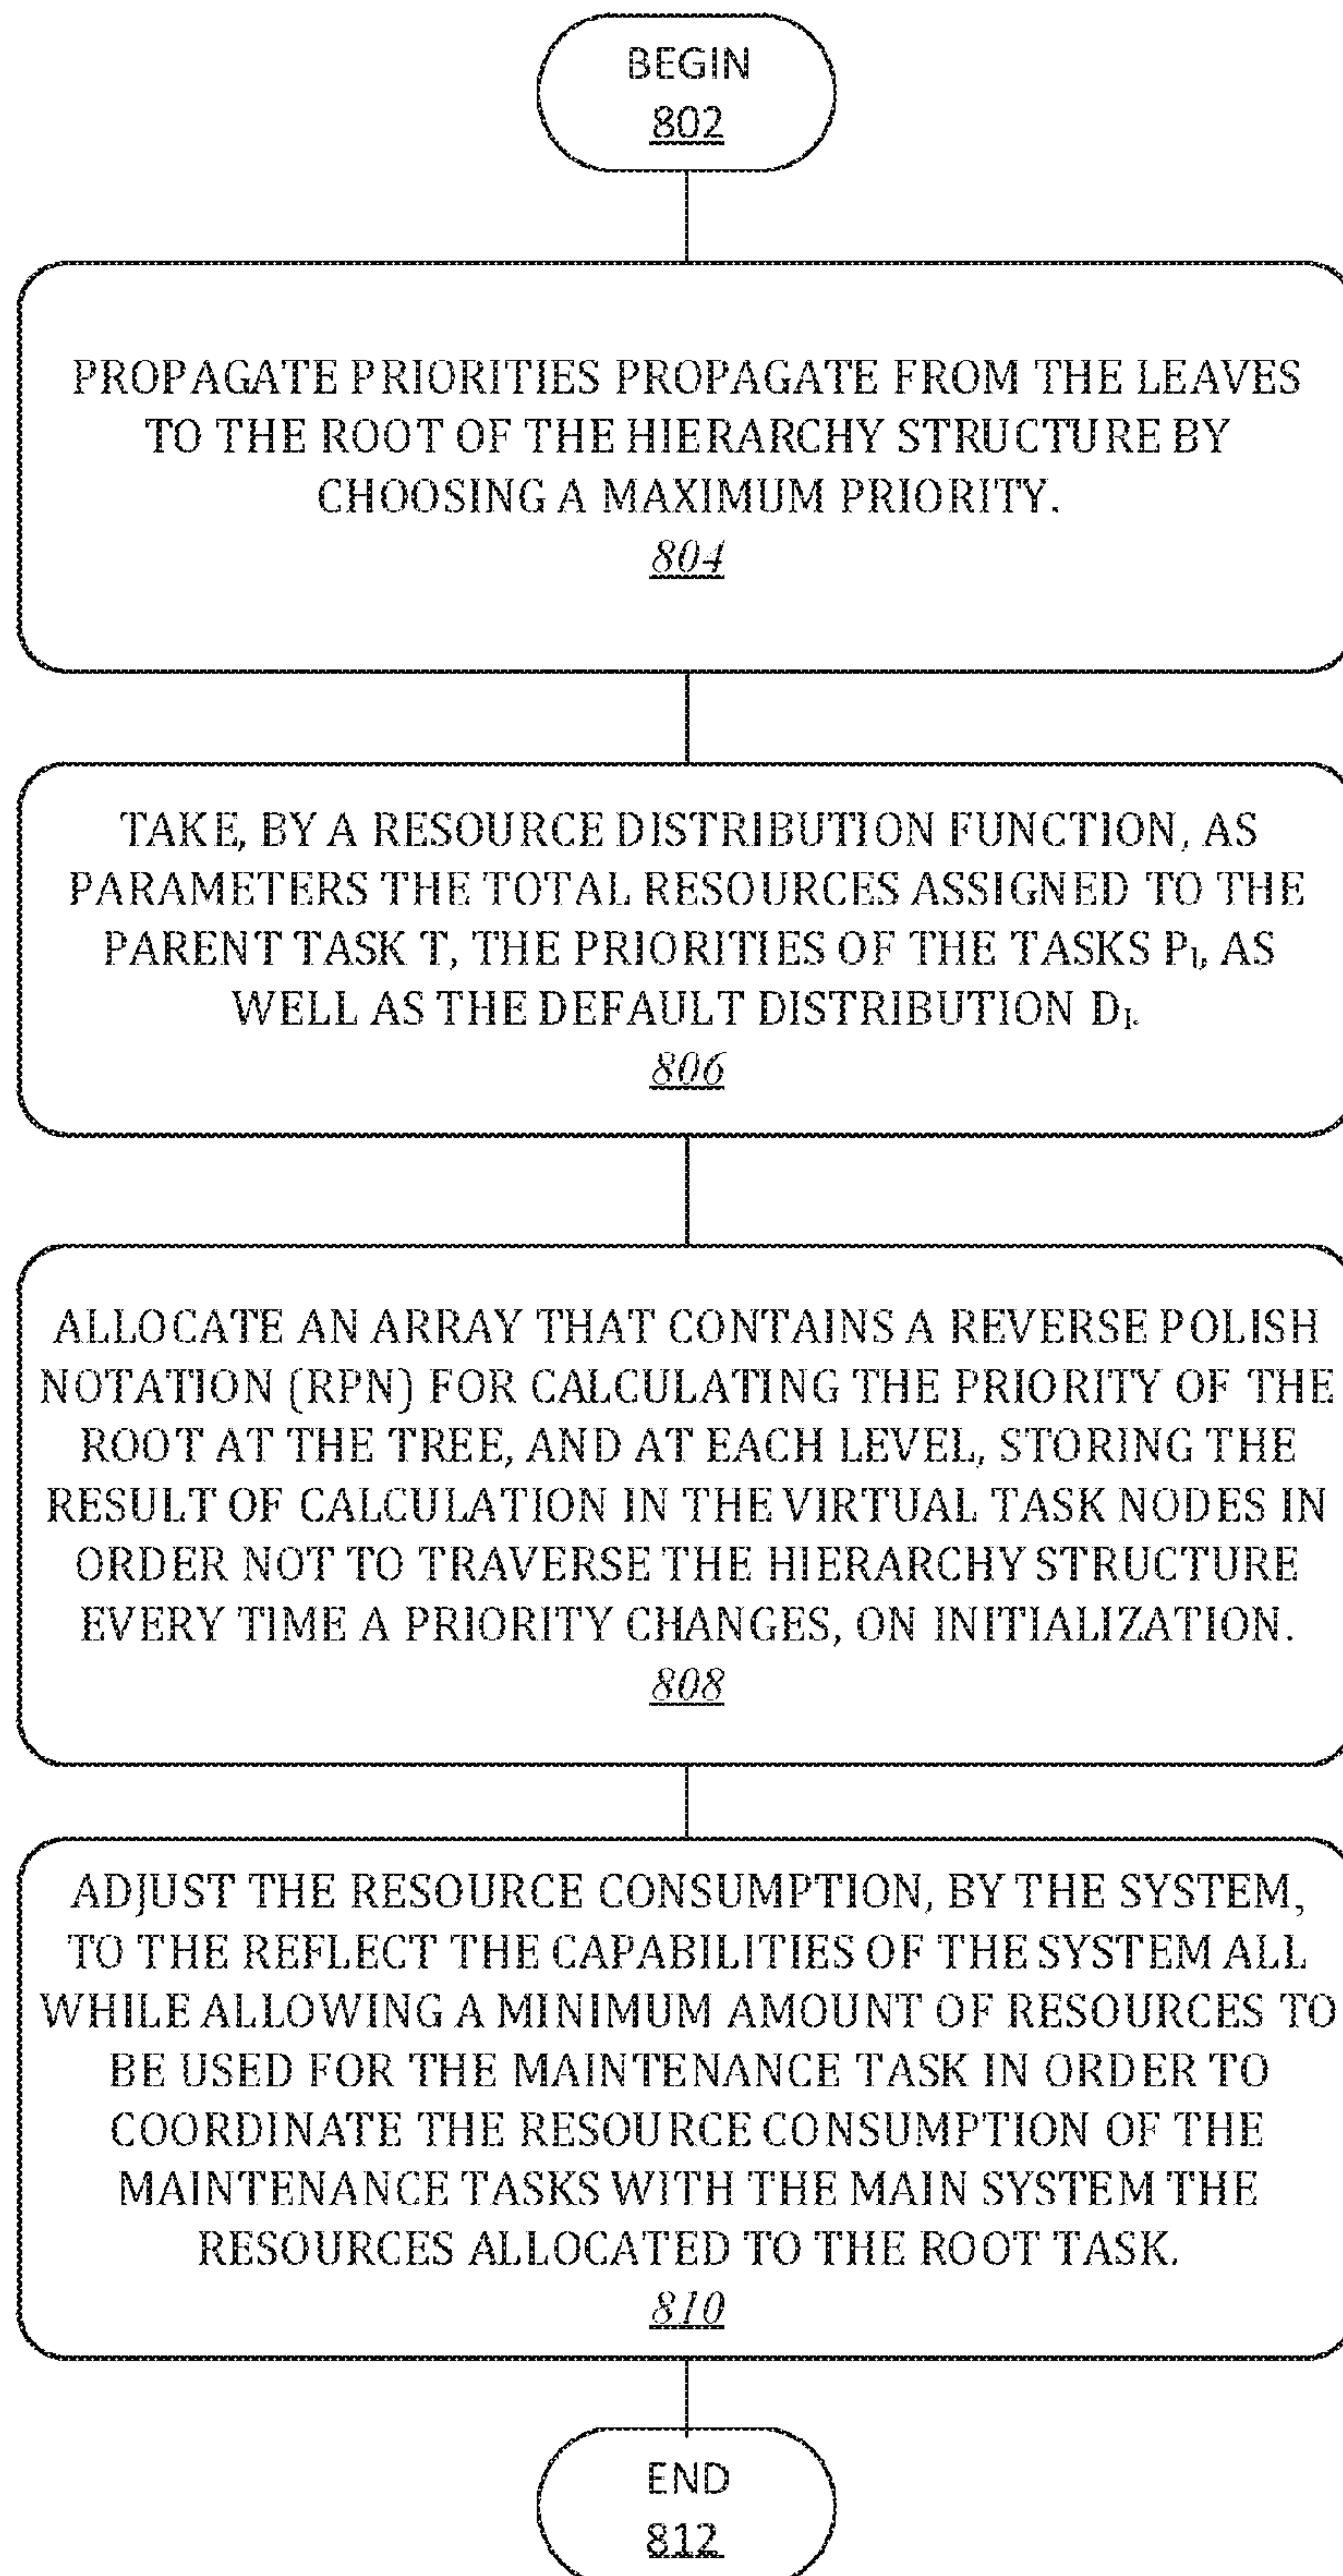 BEGIN
802
PROPAGATE PRIORITIES PROPAGATE FROM THE LEAVES
TO THE ROOT OF THE HIERARCHY STRUCTURE BY
CHOOSING A MAXIMUM PRIORITY.
804
TAKE, BY A RESOURCE DISTRIBUTION FUNCTION, AS
PARAMETERS THE TOTAL RESOURCES ASSIGNED TO THE
PARENT TASK T, THE PRIORITIES OF THE TASKS PI, AS
WELL AS THE DEFAULT DISTRIBUTION DI.
806
ALLOCATE AN ARRAY THAT CONTAINS A REVERSE POLISH
NOTATION (RPN) FOR CALCULATING THE PRIORITY OF THE
ROOT AT THE TREE, AND AT EACH LEVEL, STORING THE
RESULT OF CALCULATION IN THE VIRTUAL TASK NODES IN
ORDER NOT TO TRAVERSE THE HIERARCHY STRUCTURE
EVERY TIME A PRIORITY CHANGES, ON INITIALIZATION.
808
ADJUST THE RESOURCE CONSUMPTION, BY THE SYSTEM,
TO THE REFLECT THE CAPABILITIES OF THE SYSTEM ALL
WHILE ALLOWING A MINIMUM AMOUNT OF RESOURCES TO
BE USED FOR THE MAINTENANCE TASK IN ORDER TO
COORDINATE THE RESOURCE CONSUMPTION OF THE
MAINTENANCE TASKS WITH THE MAIN SYSTEM THE
RESOURCES ALLOCATED TO THE ROOT TASK.
810
END
812